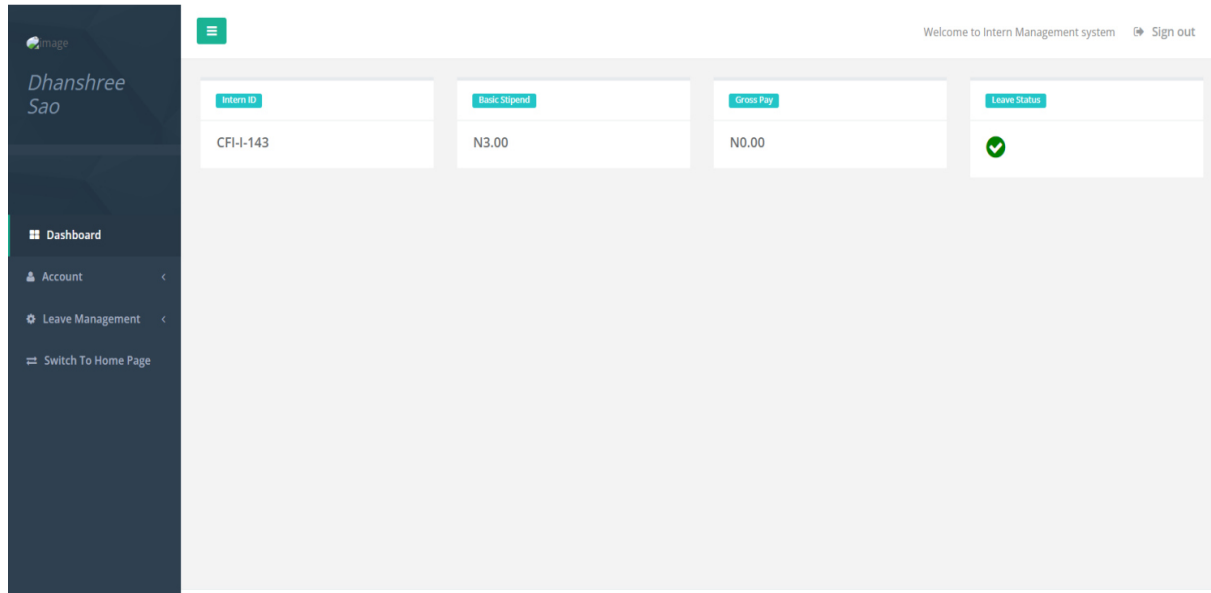 image
Dhanshree
Sao
Dashboard
Account
Leave Management
Switch To Home Page
Welcome to Intern Management system
Sign out
Intern ID
CFI-I-143
Basic Stipend
N3.00
Gross Pay
N0.00
Leave Status